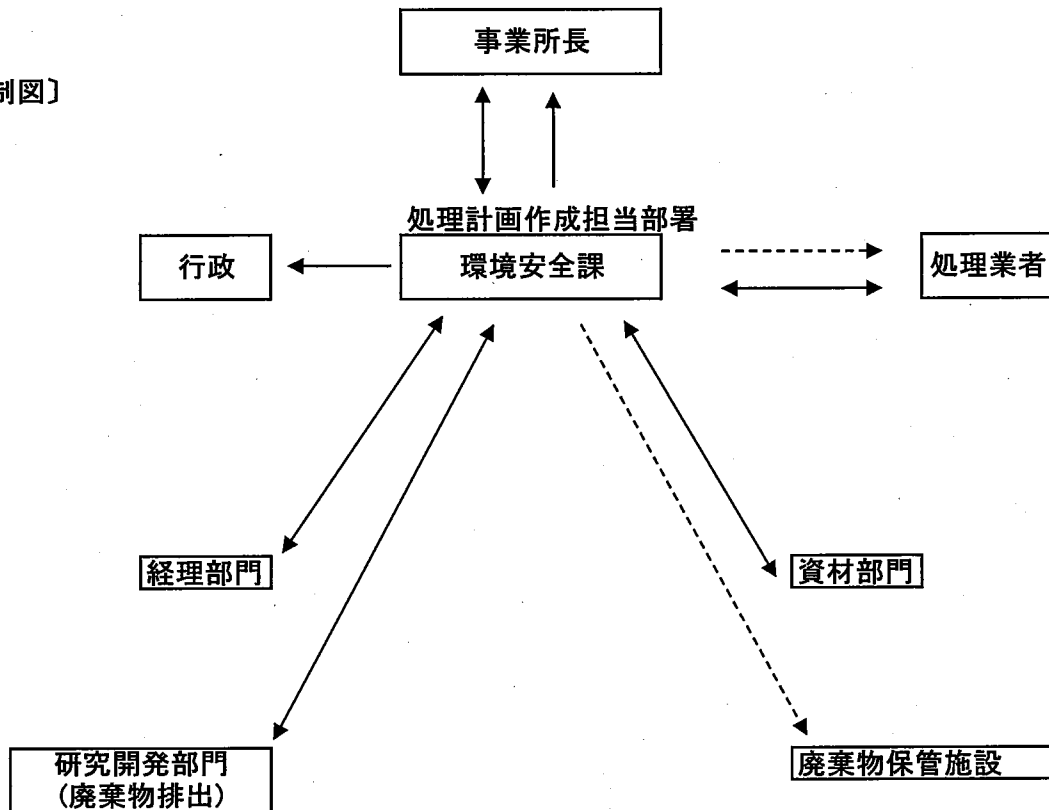 事業所長
制図〕
処理計画作成担当部署
行政
環境安全課
処理業者
経理部門
資材部門
研究開発部門
(廃棄物排出)
廃棄物保管施設